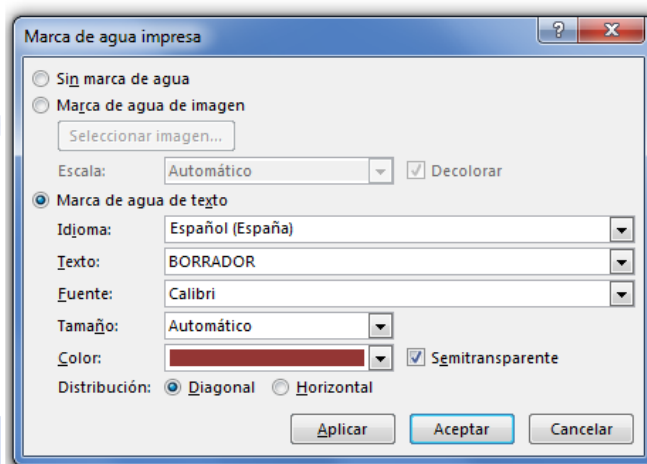 Marca de agua impresa
Sin marca de agua
Marca de agua de imagen
Seleccionar imagen...
Escala: Automático Decolorar
Marca de agua de texto
Idioma: Español (España)
Texto: BORRADOR
Fuente: Calibri
Tamaño: Automático
Color: Semitransparente
Distribución: Diagonal Horizontal
Aplicar Aceptar Cancelar